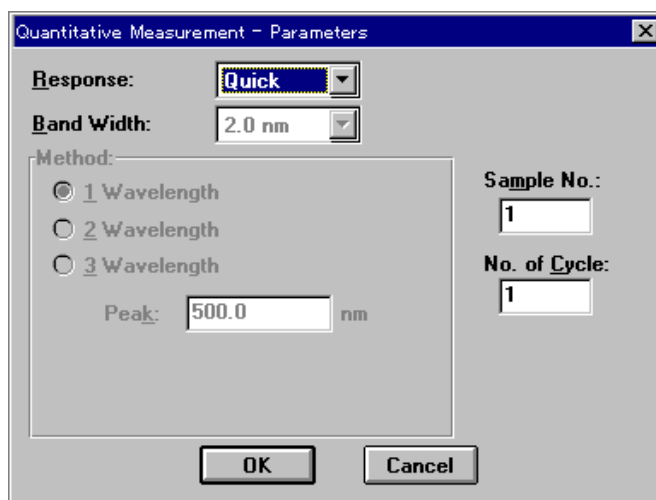 Quantitative Measurement - Parameters
Response: Quick
Band Width: 2.0 nm
Method:
1 Wavelength
2 Wavelength
3 Wavelength
Peak: 500.0 nm
Sample No.:
1
No. of Cycle:
1
OK Cancel